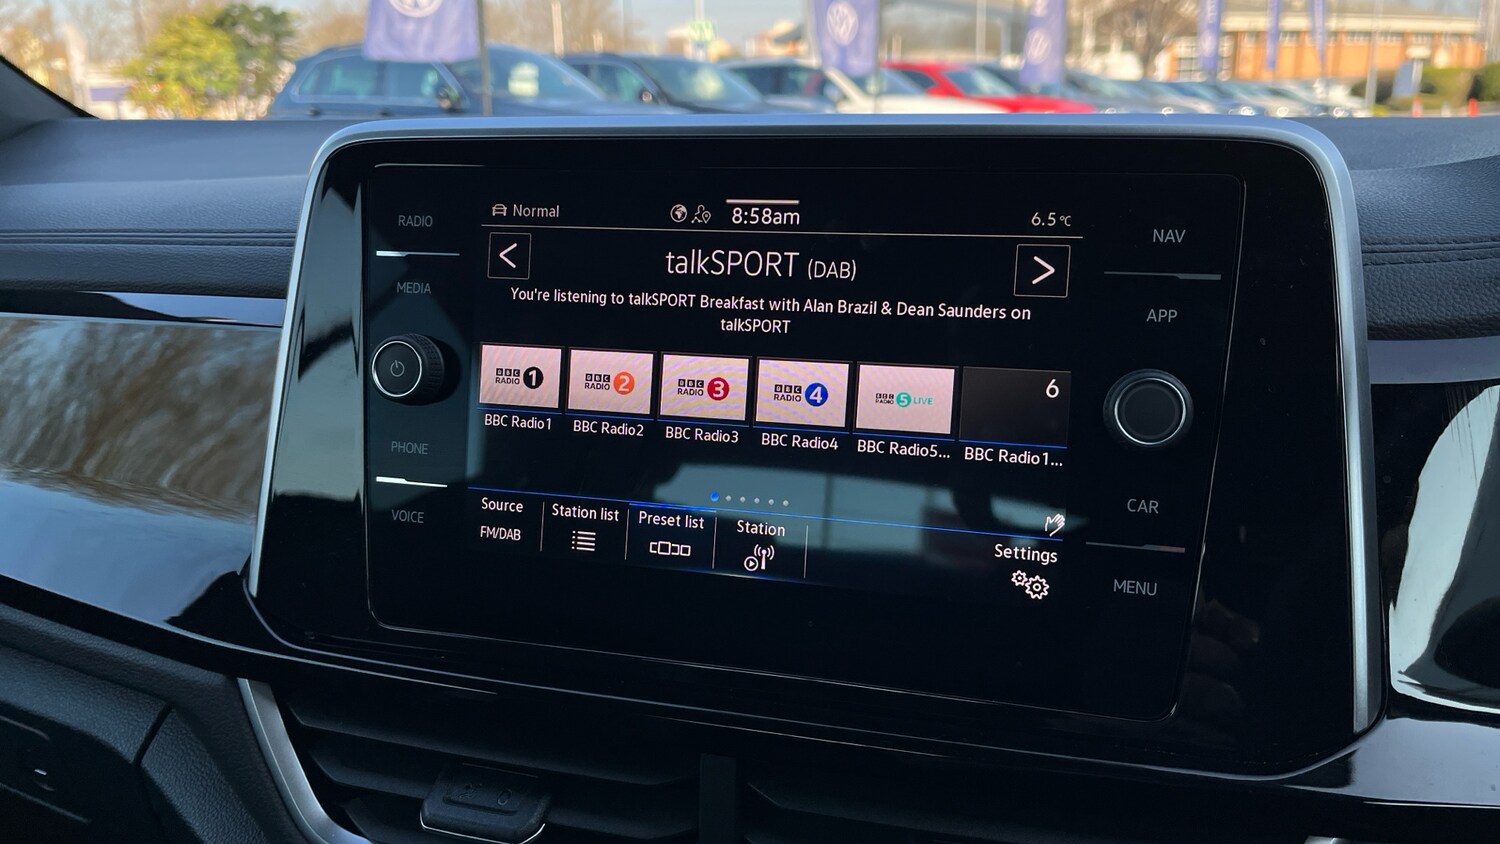 RADIO
MEDIA
PHONE
VOICE
Normal
8:58am
6.5°C
<
talkSPORT (DAB)
>
You're listening to talkSPORT Breakfast with Alan Brazil & Dean Saunders on
talkSPORT
BBC RADIO 1
BBC RADIO 2
BBC RADIO 3
BBC RADIO 4
BBC RADIO 5 LIVE
6
BBC Radio1
BBC Radio2
BBC Radio3
BBC Radio4
BBC Radio5...
BBC Radio1...
Source
FM/DAB
Station list
Preset list
Station
Settings
NAV
APP
CAR
MENU